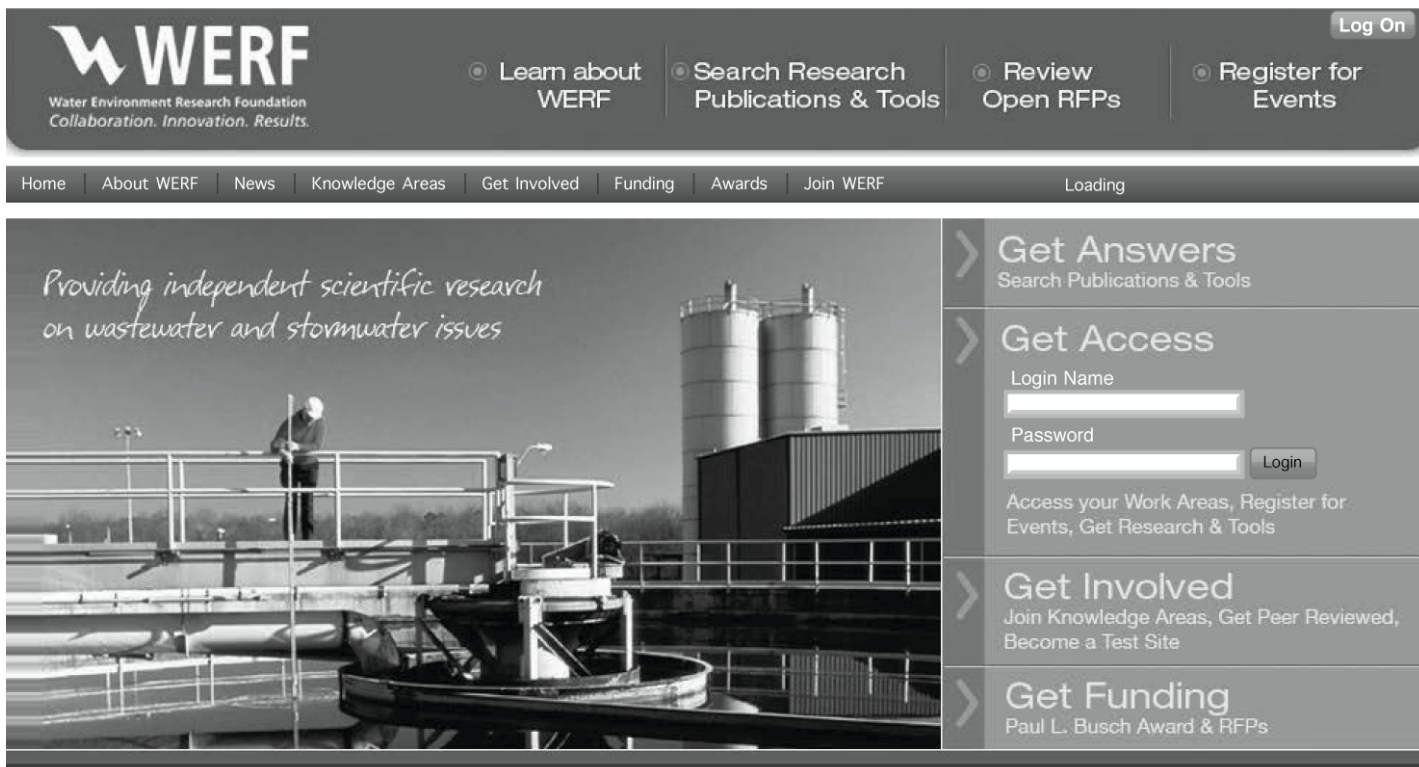 Log On
WERF
Water Environment Research Foundation
Collaboration. Innovation. Results.
Learn about
WERF
Search Research
Publications & Tools
Review
Open RFPs
Register for
Events
Home About WERF News Knowledge Areas Get Involved Funding Awards Join WERF Loading
Providing independent scientific research
on wastewater and stormwater issues
Get Answers
Search Publications & Tools
Get Access
Login Name
Password
Login
Access your Work Areas, Register for
Events, Get Research & Tools
Get Involved
Join Knowledge Areas, Get Peer Reviewed,
Become a Test Site
Get Funding
Paul L. Busch Award & RFPs